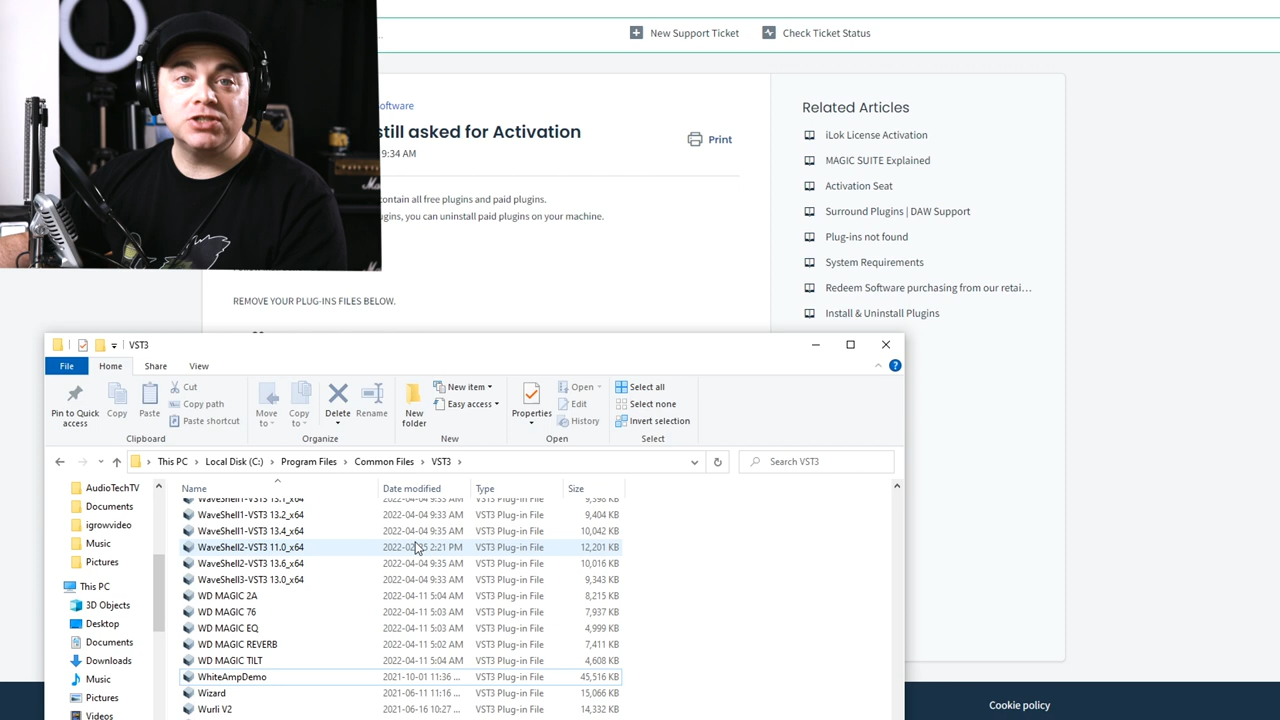 New Support Ticket
Check Ticket Status
Related Articles
still asked for Activation
Print
9:34 AM
iLok License Activation
MAGIC SUITE Explained
Activation Seat
contain all free plugins and paid plugins.
you can uninstall paid plugins on your machine.
Surround Plugins | DAW Support
Plug-ins not found
System Requirements
Redeem Software purchasing from our retai…
REMOVE YOUR PLUG-INS FILES BELOW.
Install & Uninstall Plugins
VST3
File Home Share View
Pin to Quick access
Copy
Paste
Cut
Copy path
Paste shortcut
Move to
Copy to
Delete
Rename
New folder
New item
Easy access
Properties
Open
Edit
History
Select all
Select none
Invert selection
Clipboard Organize New Open Select
This PC Local Disk (C:) Program Files Common Files VST3
Search VST3
AudioTechTV
Documents
igrowvideo
Music
Pictures
This PC
3D Objects
Desktop
Documents
Downloads
Music
Pictures
Videos
Name Date modified Type Size
WaveShell1-VST3 13.2_x64 2022-04-04 9:33 AM VST3 Plug-in File 9,404 KB
WaveShell1-VST3 13.4_x64 2022-04-04 9:35 AM VST3 Plug-in File 10,042 KB
WaveShell2-VST3 11.0_x64 2:21 PM VST3 Plug-in File 12,201 KB
WaveShell2-VST3 13.6_x64 2022-04-04 9:35 AM VST3 Plug-in File 10,016 KB
WaveShell3-VST3 13.0_x64 2022-04-04 9:33 AM VST3 Plug-in File 9,343 KB
WD MAGIC 2A 2022-04-11 5:04 AM VST3 Plug-in File 8,215 KB
WD MAGIC 76 2022-04-11 5:03 AM VST3 Plug-in File 7,937 KB
WD MAGIC EQ 2022-04-11 5:03 AM VST3 Plug-in File 4,999 KB
WD MAGIC REVERB 2022-04-11 5:02 AM VST3 Plug-in File 7,411 KB
WD MAGIC TILT 2022-04-11 5:04 AM VST3 Plug-in File 4,608 KB
WhiteAmpDemo 2021-10-01 11:36 ... VST3 Plug-in File 45,516 KB
Wizard 2021-06-11 11:16 ... VST3 Plug-in File 15,066 KB
Wurli V2 2021-06-16 10:27 ... VST3 Plug-in File 14,332 KB
Cookie policy